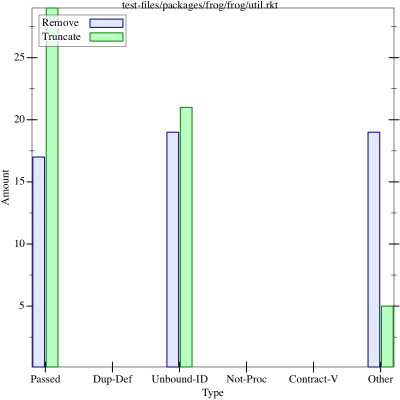 test-files/packages/frog/frog/util.rkt
Remove
Truncate
25
20
15
10
5
Amount
Passed Dup-Def Unbound-ID Not-Proc Contract-V Other
Type